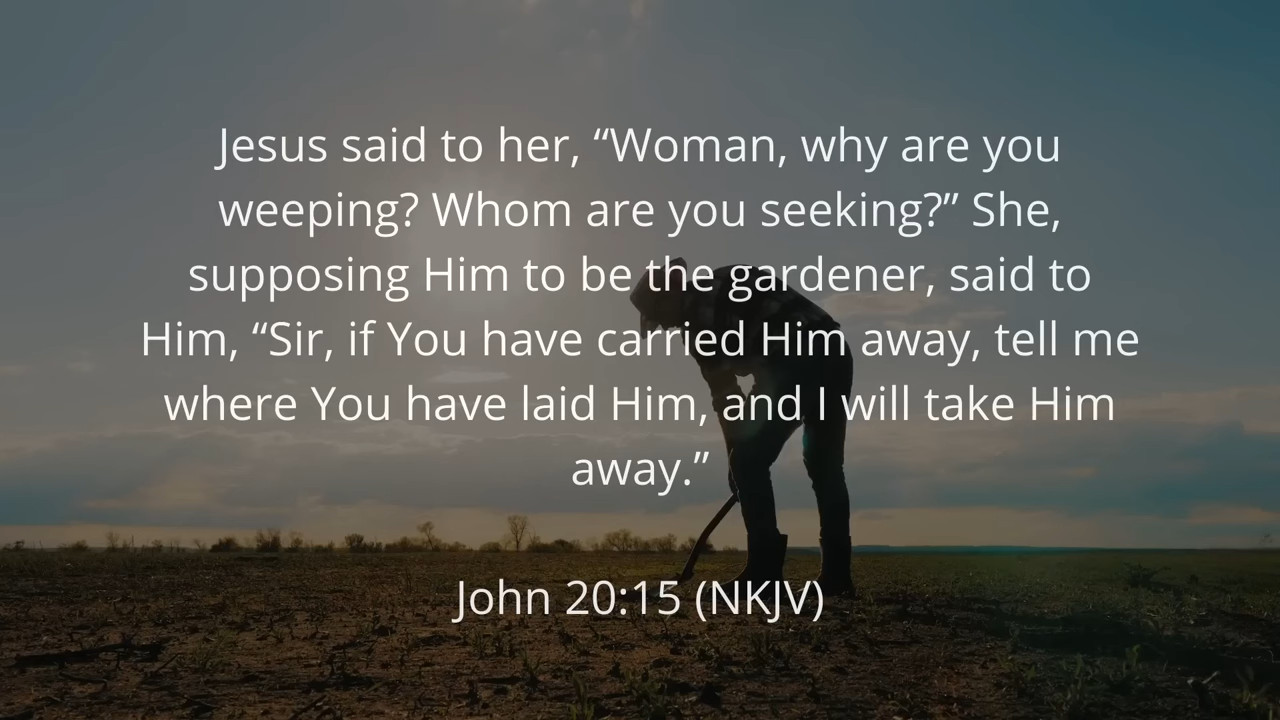 Jesus said to her, “Woman, why are you
weeping? Whom are you seeking?” She,
supposing Him to be the gardener, said to
Him, “Sir, if You have carried Him away, tell me
where You have laid Him, and I will take Him
away.”
John 20:15 (NKJV)